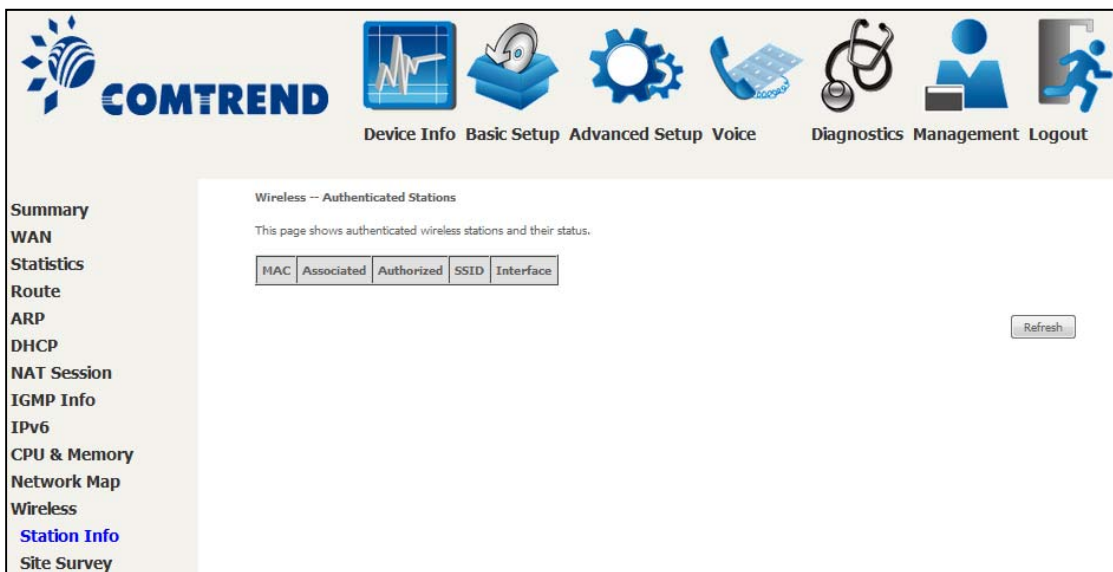 COMTREND
Device Info Basic Setup Advanced Setup Voice Diagnostics Management Logout
Summary
WAN
Statistics
Route
ARP
DHCP
NAT Session
IGMP Info
IPv6
CPU & Memory
Network Map
Wireless
Station Info
Site Survey
Wireless -- Authenticated Stations
This page shows authenticated wireless stations and their status.
MAC Associated Authorized SSID Interface
Refresh